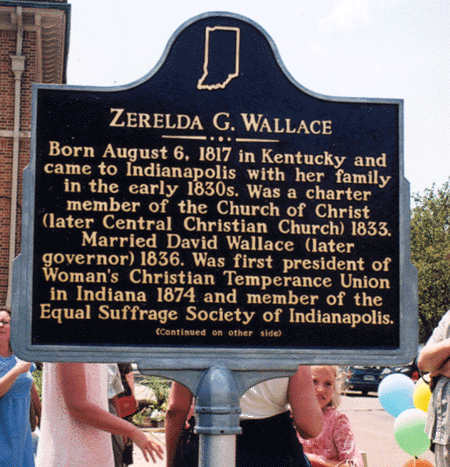 ZERELDA G. WALLACE
Born August 6, 1817 in Kentucky and
came to Indianapolis with her family
in the early 1830s. Was a charter
member of the Church of Christ
(later Central Christian Church) 1833.
Married David Wallace (later
governor) 1836. Was first president of
Woman's Christian Temperance Union
in Indiana 1874 and member of the
Equal Suffrage Society of Indianapolis.
(Continued on other side)